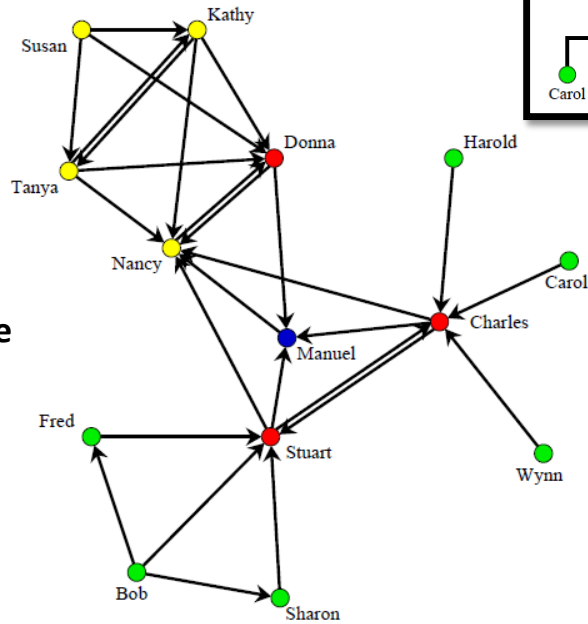 Kathy
Susan
Carol
Donna
Harold
Tanya
Nancy
Carol
Charles
e
Manuel
Fred
Stuart
Wynn
Bob
Sharon